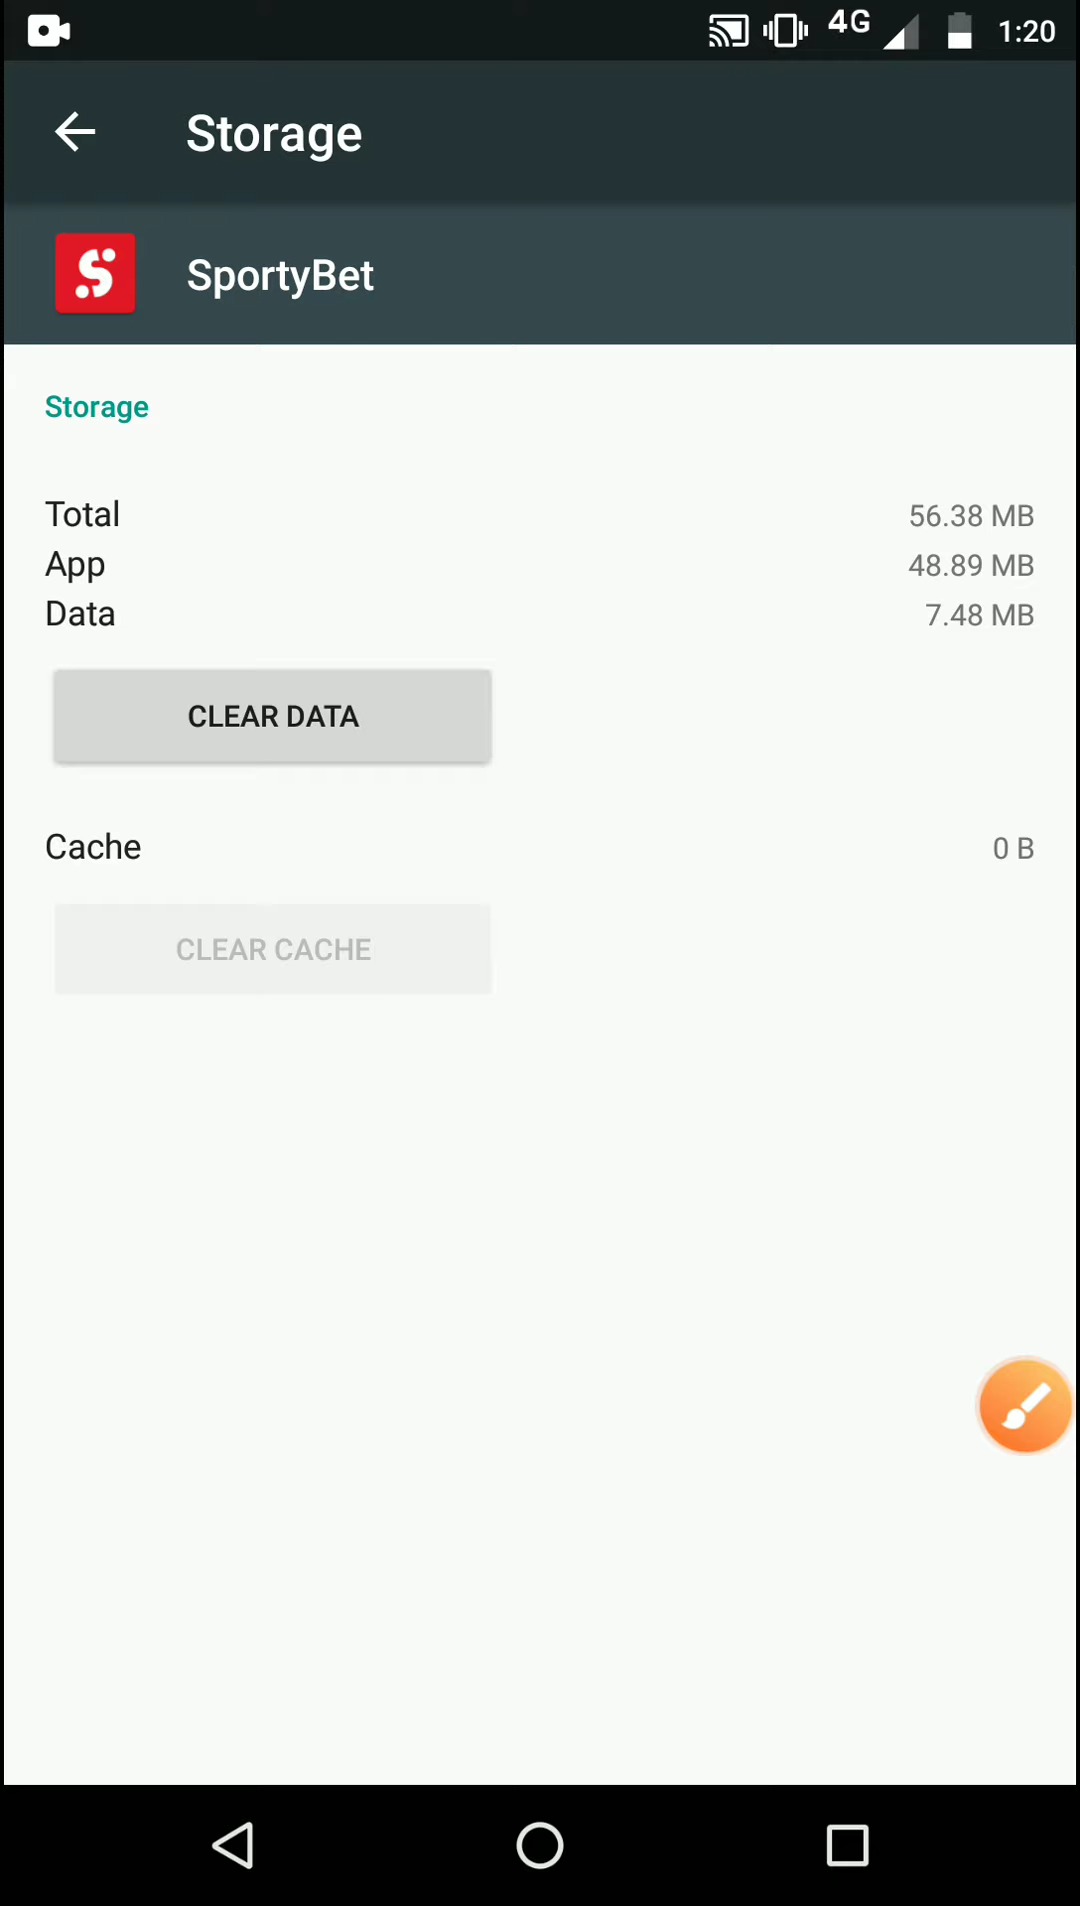 4G 1:20
Storage
SportyBet
Storage
Total 56.38 MB
App 48.89 MB
Data 7.48 MB
CLEAR DATA
Cache 0 B
CLEAR CACHE